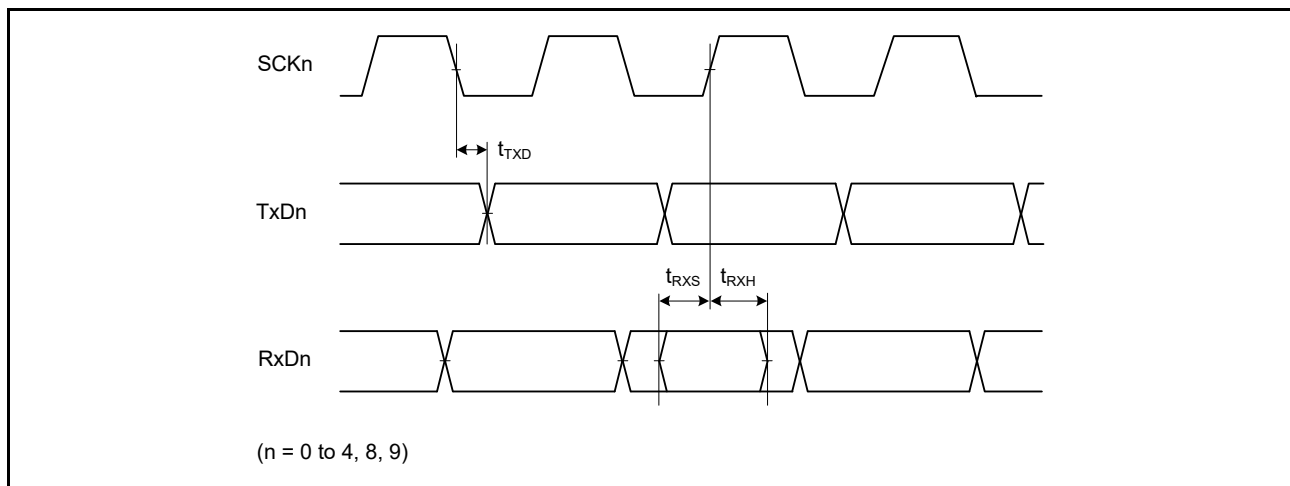 SCKn
tTXD
TxDn
tRXS tRXH
RxDn
(n = 0 to 4, 8, 9)